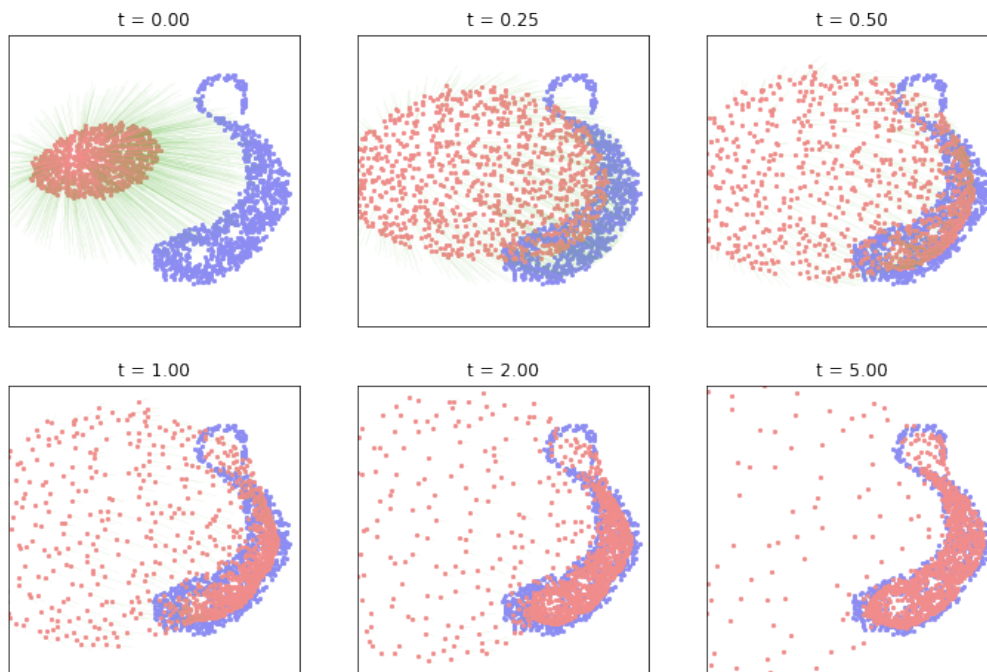 t = 0.00
t = 0.25
t = 0.50
t = 1.00
t = 2.00
t = 5.00